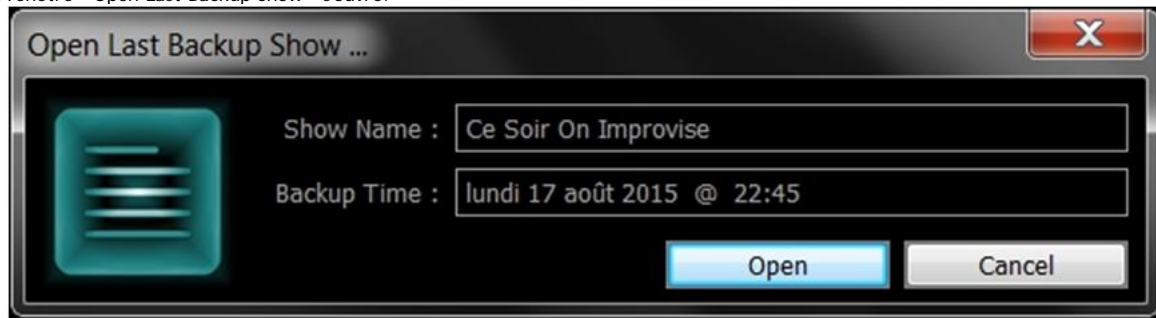 Open Last Backup Show ...
Show Name : Ce Soir On Improvise
Backup Time : lundi 17 août 2015 @ 22:45
Open Cancel